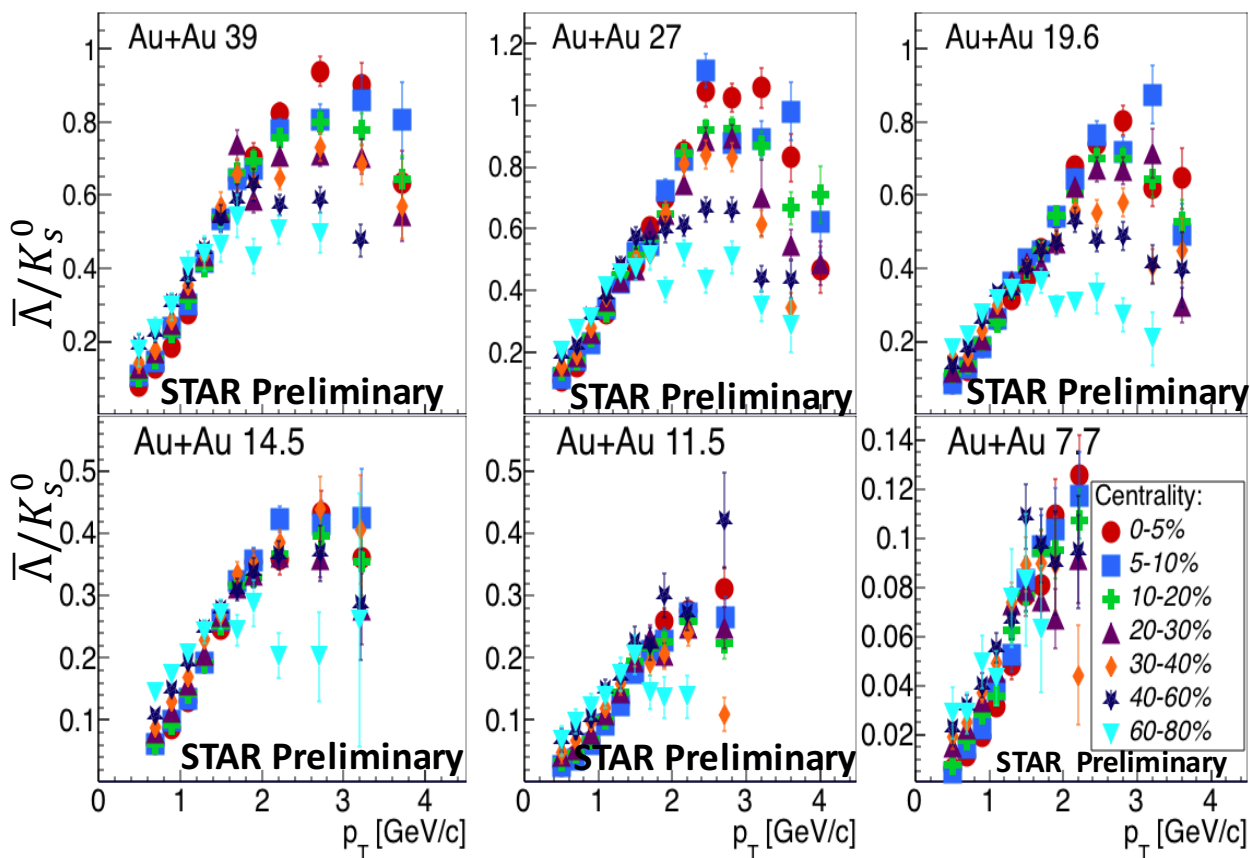 Au+Au 39
1
0.8
0.6
0.4
0.2
Λ̅/K⁰ₛ
STAR Preliminary
Au+Au 27
1.2
1
0.8
0.6
0.4
0.2
STAR Preliminary
Au+Au 19.6
1
0.8
0.6
0.4
0.2
STAR Preliminary
Au+Au 14.5
0.5
0.4
0.3
0.2
0.1
Λ̅/K⁰ₛ
STAR Preliminary
0 1 2 3 4
p_T [GeV/c]
Au+Au 11.5
0.5
0.4
0.3
0.2
0.1
STAR Preliminary
0 1 2 3 4
p_T [GeV/c]
Au+Au 7.7
0.14
0.12
0.1
0.08
0.06
0.04
0.02
Centrality:
0-5%
5-10%
10-20%
20-30%
30-40%
40-60%
60-80%
STAR Preliminary
0 1 2 3 4
p_T [GeV/c]